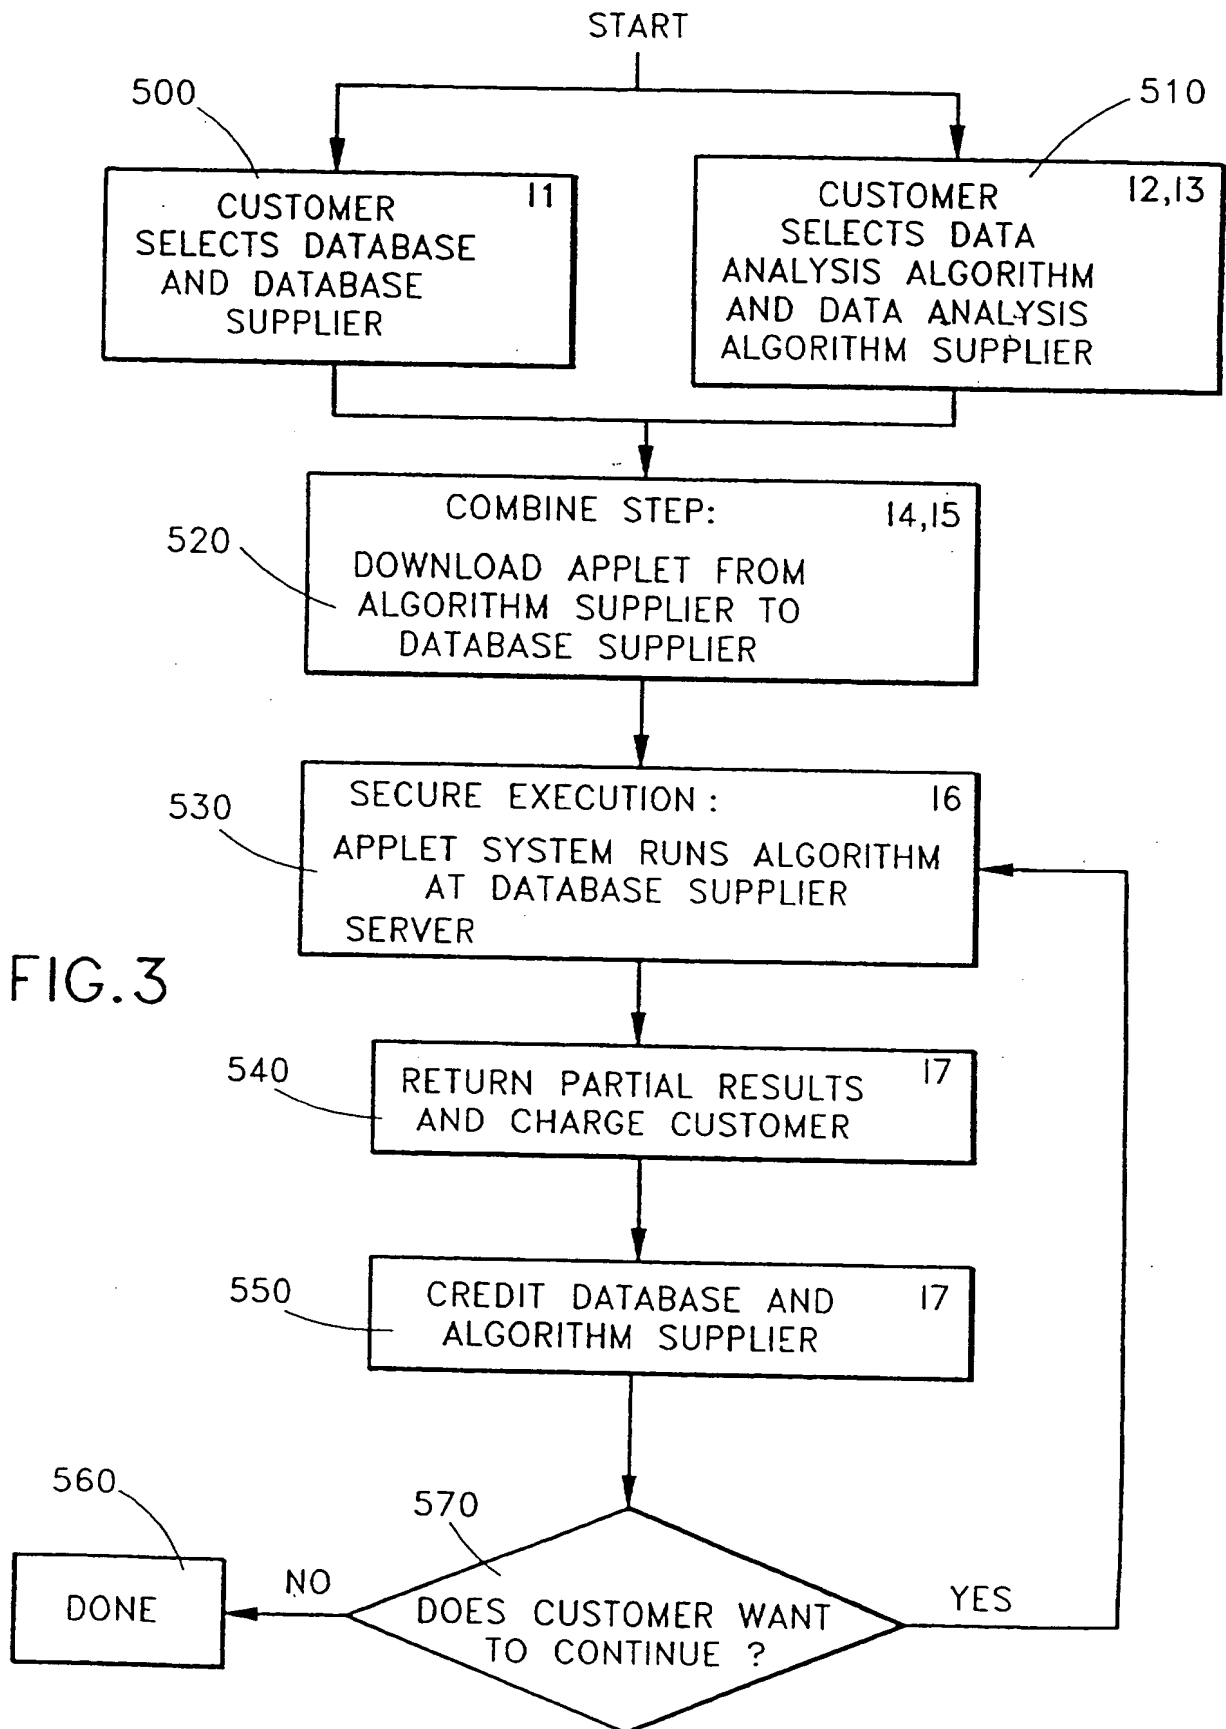 START
500
510
11
CUSTOMER
SELECTS DATABASE
AND DATABASE
SUPPLIER
12,13
CUSTOMER
SELECTS DATA
ANALYSIS ALGORITHM
AND DATA ANALYSIS
ALGORITHM SUPPLIER
520
COMBINE STEP:
14,15
DOWNLOAD APPLET FROM
ALGORITHM SUPPLIER TO
DATABASE SUPPLIER
530
SECURE EXECUTION:
16
APPLET SYSTEM RUNS ALGORITHM
AT DATABASE SUPPLIER
SERVER
FIG.3
540
17
RETURN PARTIAL RESULTS
AND CHARGE CUSTOMER
550
17
CREDIT DATABASE AND
ALGORITHM SUPPLIER
560
570
DONE
NO
DOES CUSTOMER WANT
TO CONTINUE ?
YES